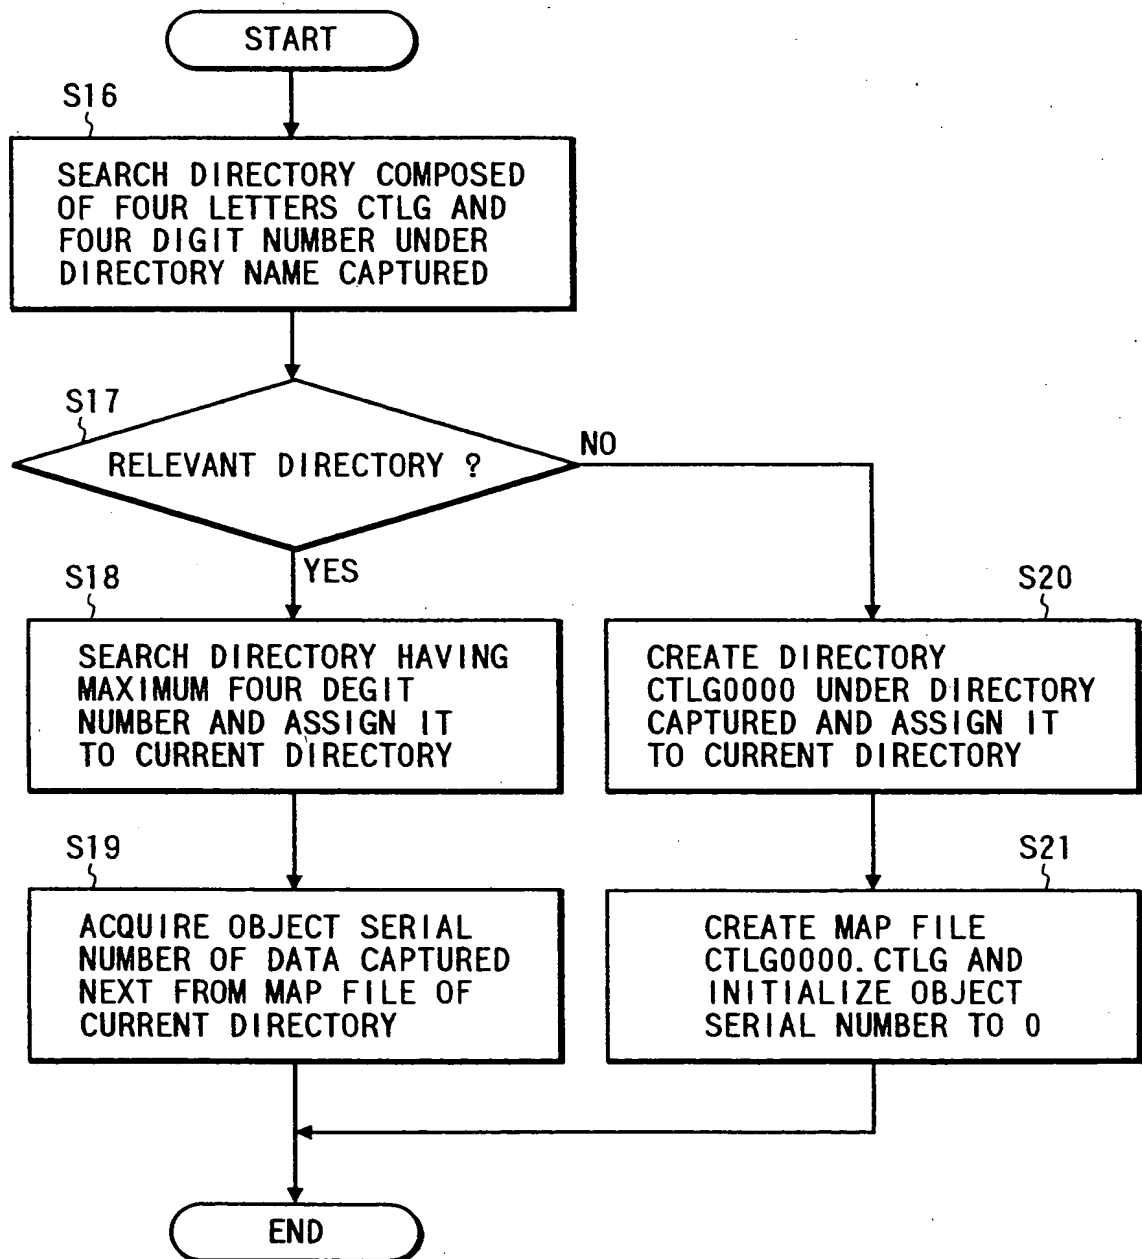 START
S16
SEARCH DIRECTORY COMPOSED
OF FOUR LETTERS CTLG AND
FOUR DIGIT NUMBER UNDER
DIRECTORY NAME CAPTURED
S17
RELEVANT DIRECTORY ?
NO
YES
S18
SEARCH DIRECTORY HAVING
MAXIMUM FOUR DEGIT
NUMBER AND ASSIGN IT
TO CURRENT DIRECTORY
S20
CREATE DIRECTORY
CTLG0000 UNDER DIRECTORY
CAPTURED AND ASSIGN IT
TO CURRENT DIRECTORY
S19
ACQUIRE OBJECT SERIAL
NUMBER OF DATA CAPTURED
NEXT FROM MAP FILE OF
CURRENT DIRECTORY
S21
CREATE MAP FILE
CTLG0000.CTLG AND
INITIALIZE OBJECT
SERIAL NUMBER TO 0
END